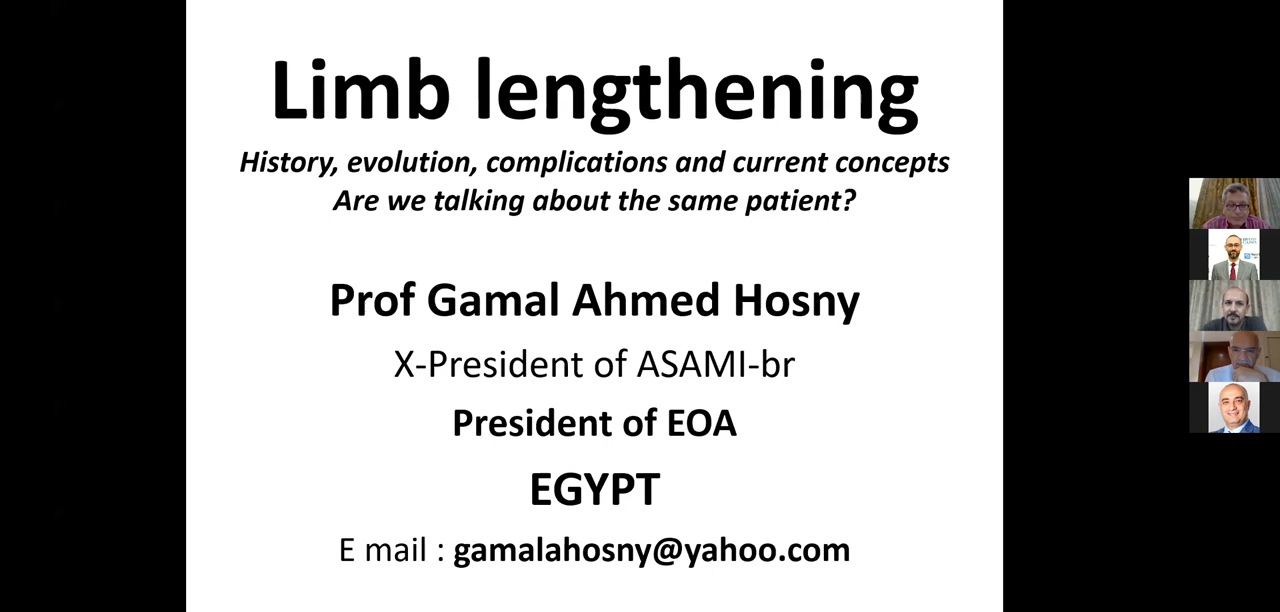 Limb lengthening
History, evolution, complications and current concepts
Are we talking about the same patient?
Prof Gamal Ahmed Hosny
X-President of ASAMI-br
President of EOA
EGYPT
E mail : gamalahosny@yahoo.com